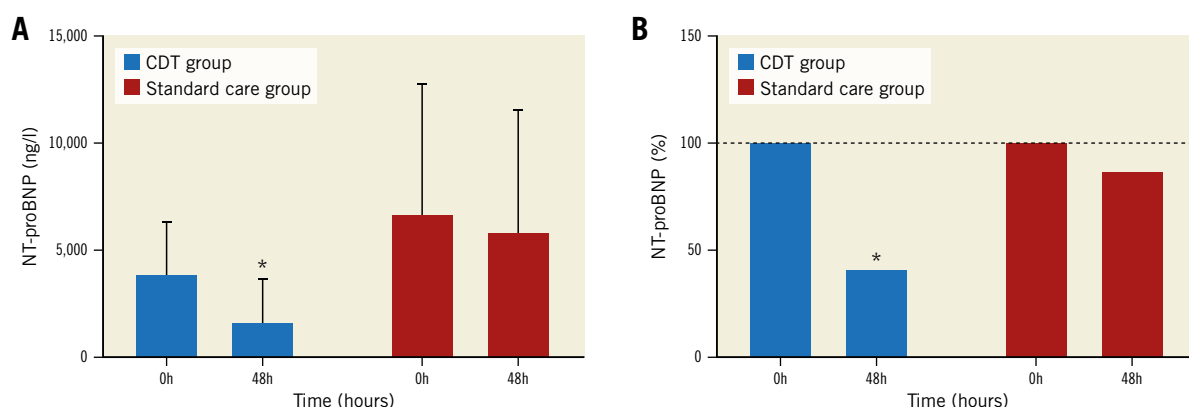 A
NT-proBNP (ng/l)
15,000
10,000
5,000
0
CDT group
Standard care group
*
0h
48h
0h
48h
Time (hours)
B
NT-proBNP (%)
150
100
50
0
CDT group
Standard care group
*
0h
48h
0h
48h
Time (hours)